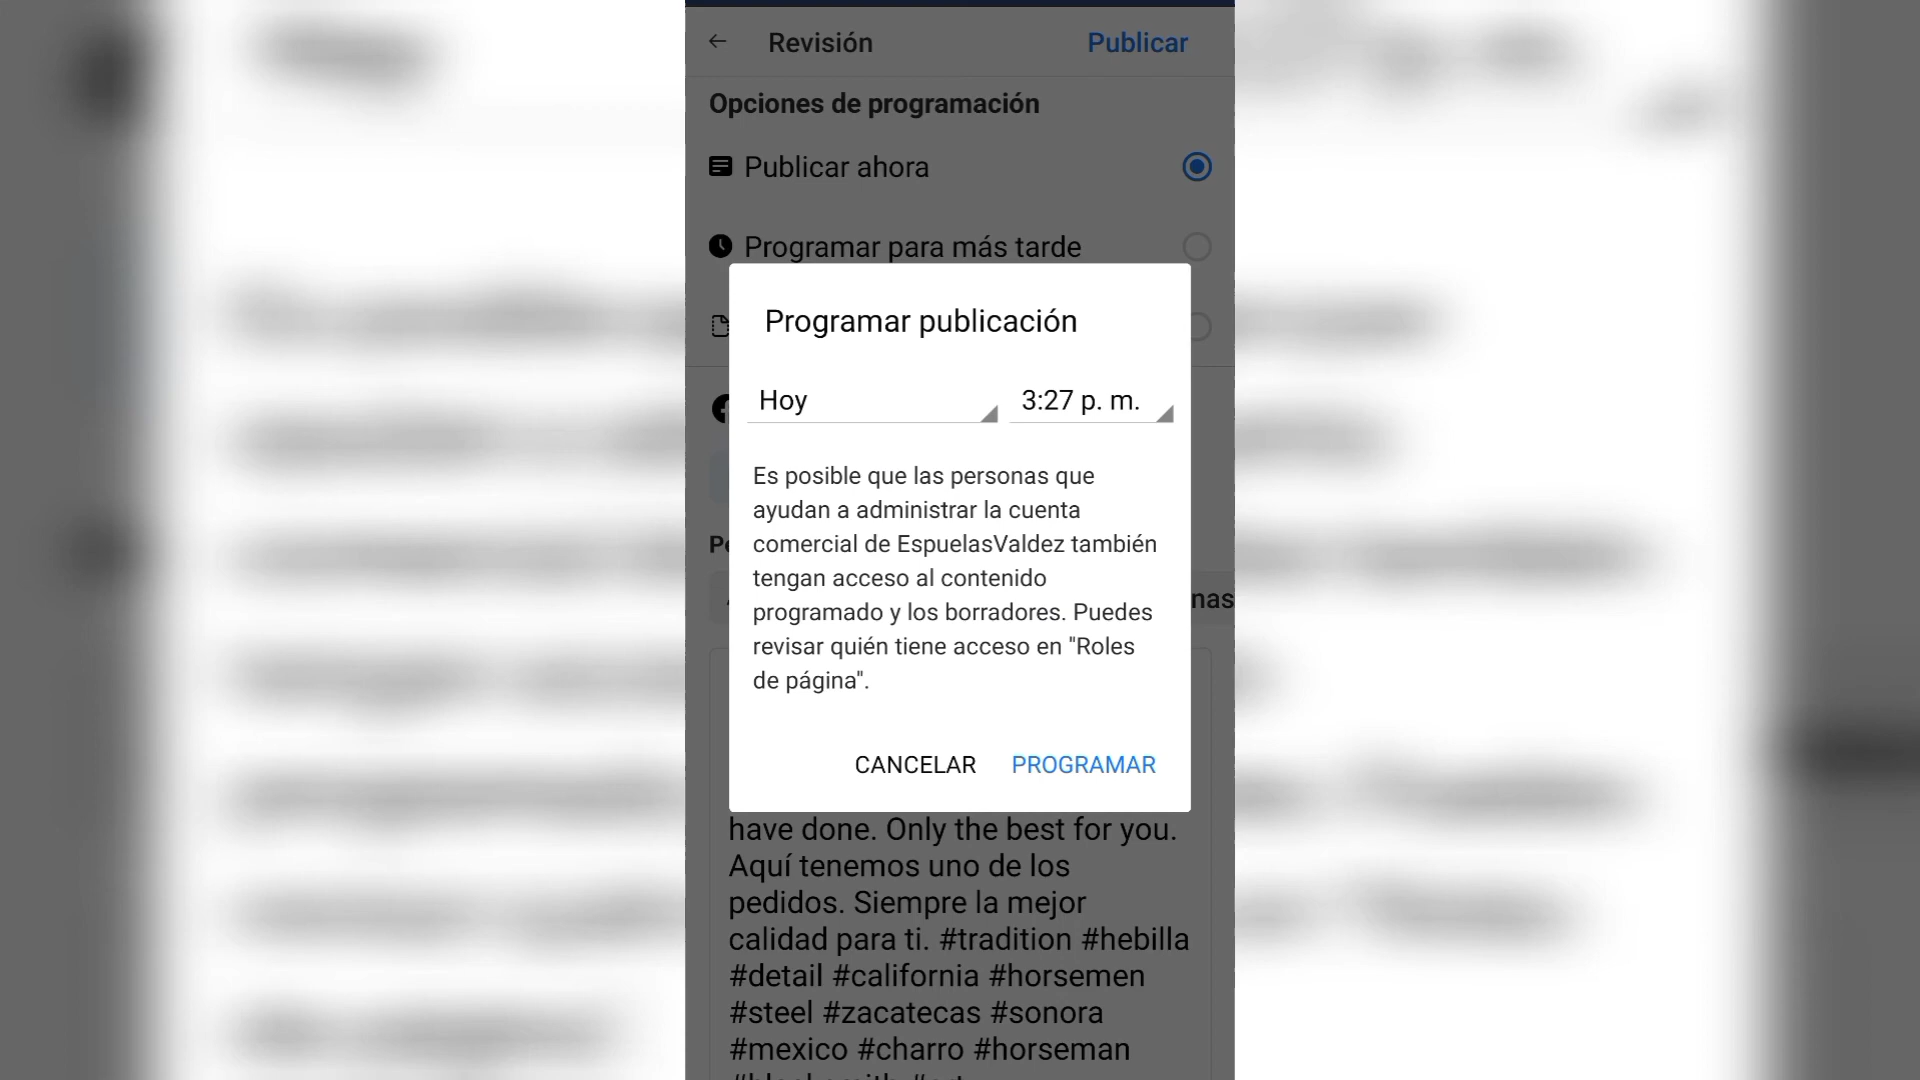 Revisión
Publicar
Opciones de programación
Publicar ahora
Programar para más tarde
Programar publicación
Hoy
3:27 p. m.
Es posible que las personas que
ayudan a administrar la cuenta
comercial de EspuelasValdez también
tengan acceso al contenido
programado y los borradores. Puedes
revisar quién tiene acceso en "Roles
de página".
CANCELAR
PROGRAMAR
have done. Only the best for you.
Aquí tenemos uno de los
pedidos. Siempre la mejor
calidad para ti. #tradition #hebilla
#detail #california #horsemen
#steel #zacatecas #sonora
#mexico #charro #horseman